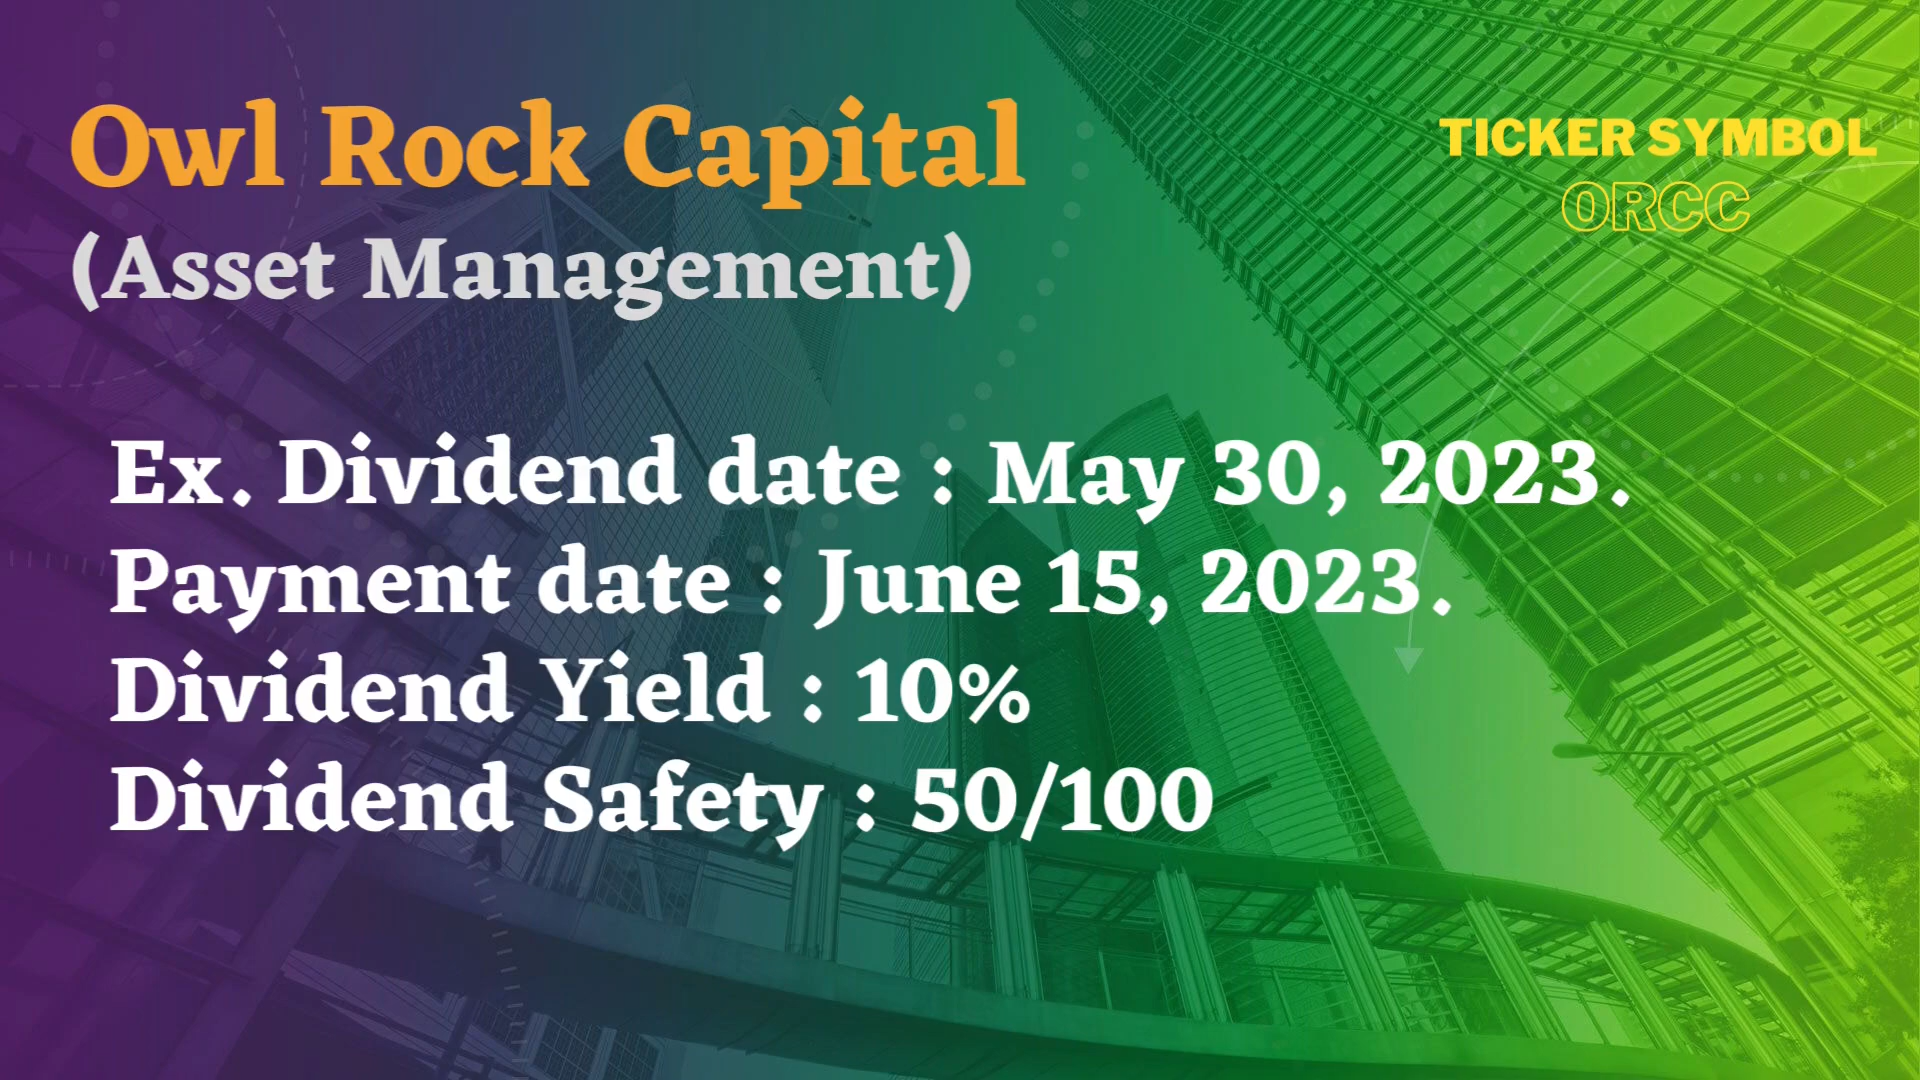 Owl Rock Capital
(Asset Management)
TICKER SYMBOL
ORCC
Ex. Dividend date : May 30, 2023.
Payment date : June 15, 2023.
Dividend Yield : 10%
Dividend Safety : 50/100